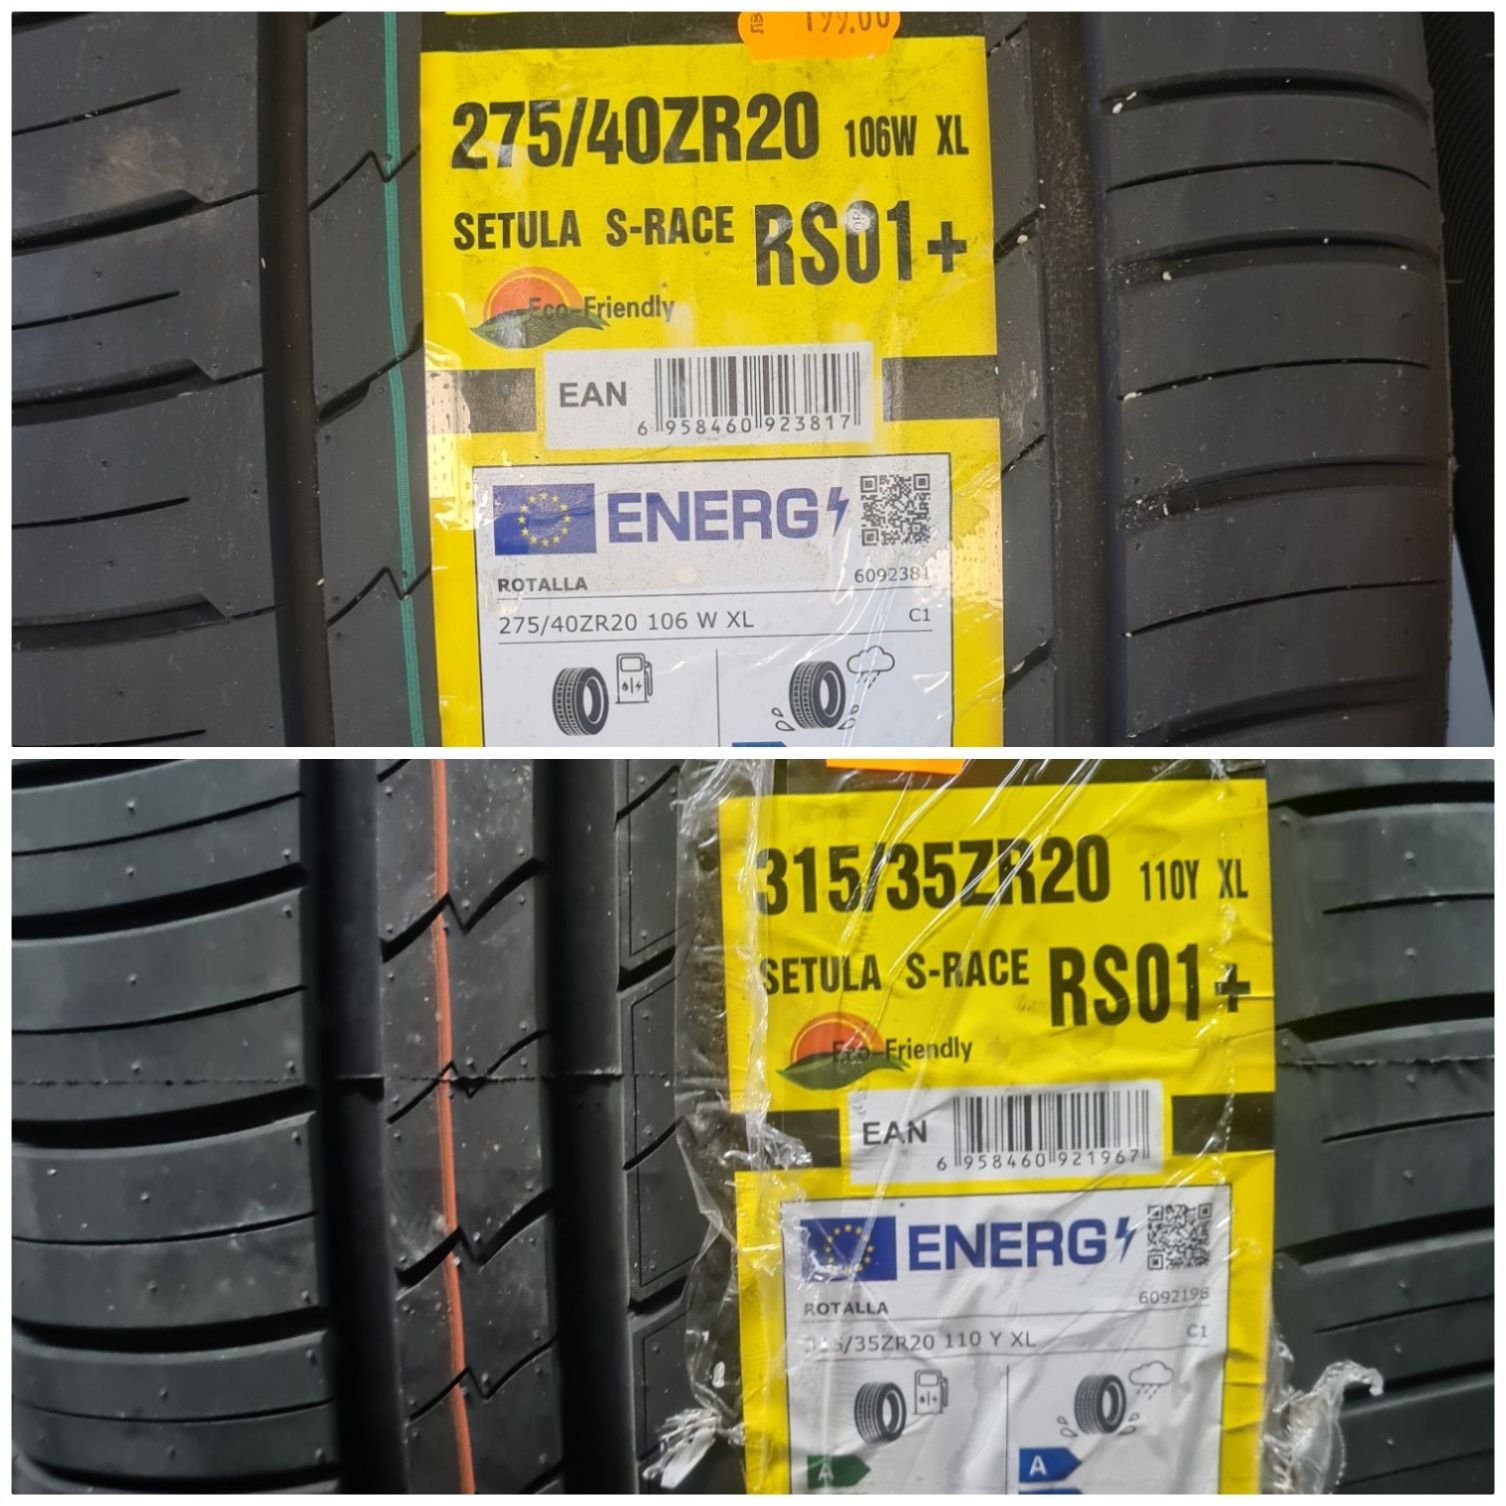 199.00
275/40ZR20 106W XL
SETULA S-RACE RS01+
Eco-Friendly
EAN
6 958460 923817
ENERG
ROTALLA 6092381
275/40ZR20 106 W XL C1
315/35ZR20 110Y XL
SETULA S-RACE RS01+
Eco-Friendly
EAN
6 958460 921967
ENERG
ROTALLA 6092196
315/35ZR20 110 Y XL C1
A A